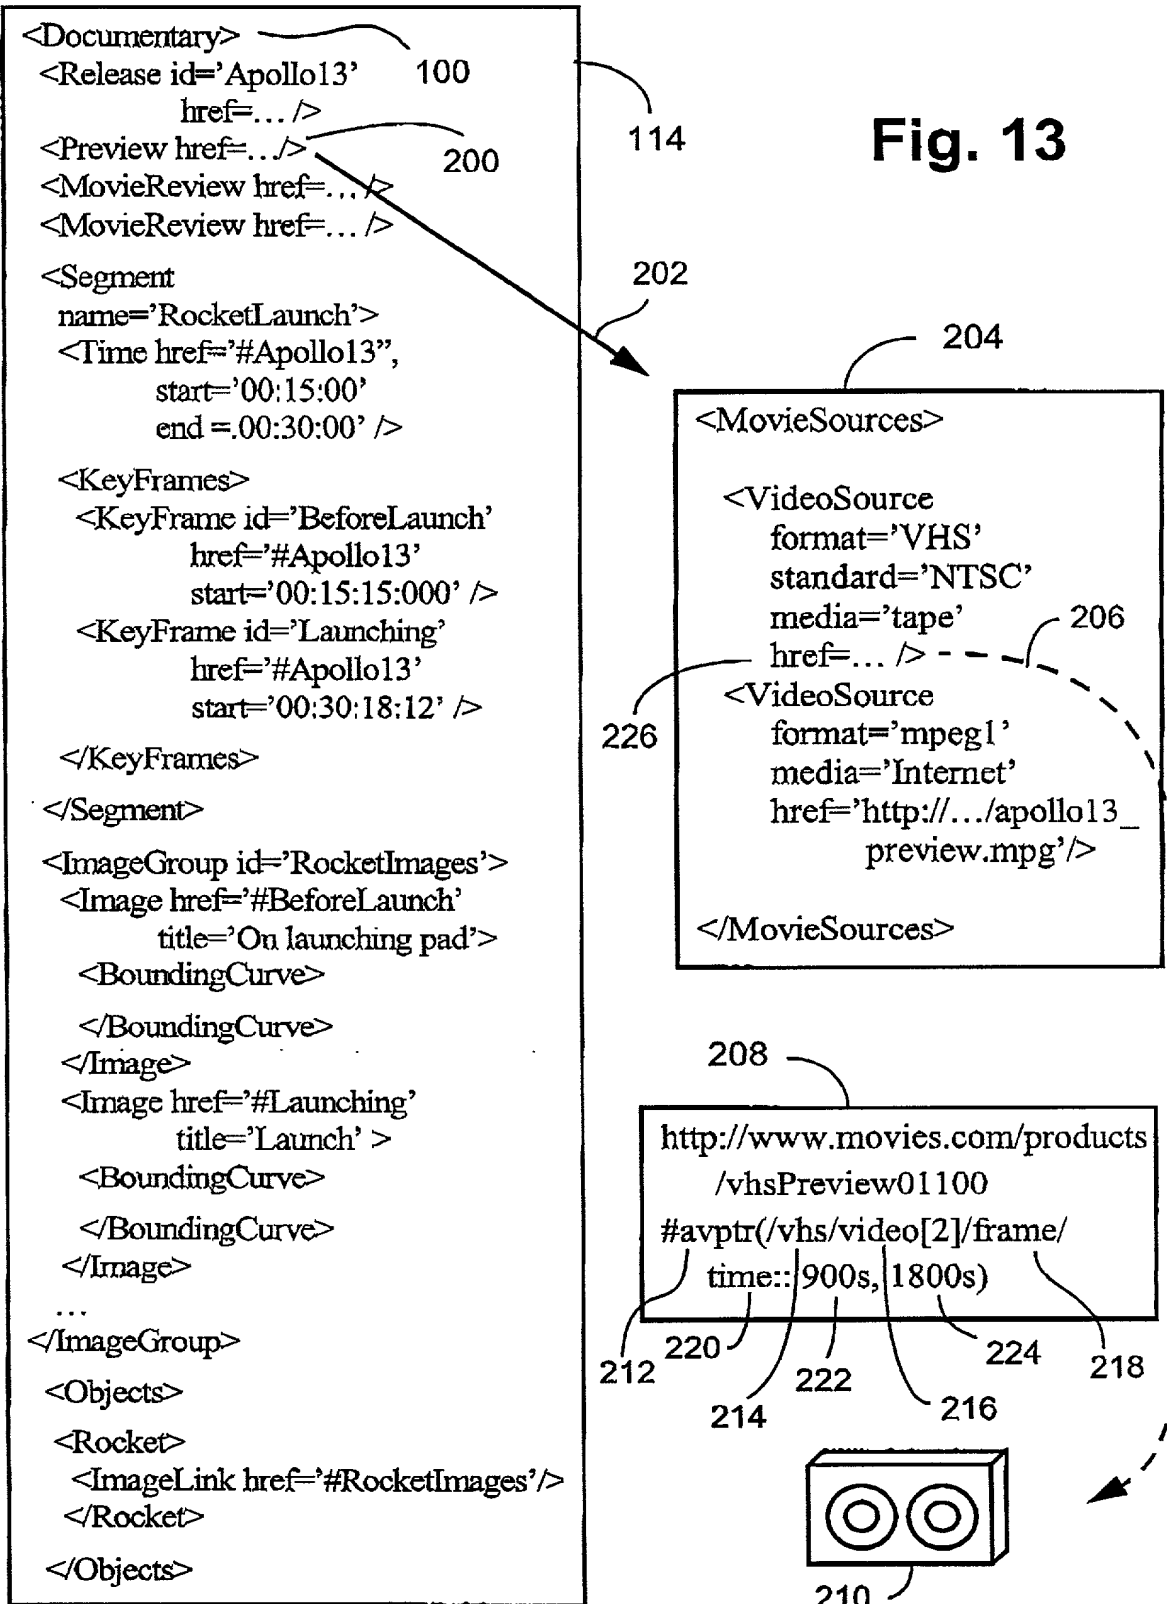 <Documentary>
100
<Release id='Apollo13'
href=... />
<Preview href=.../>
200
<MovieReview href=... />
<MovieReview href=... />
<Segment
name='RocketLaunch'>
<Time href='#Apollo13'',
start='00:15:00'
end =.00:30:00' />
<KeyFrames>
<KeyFrame id='BeforeLaunch'
href='#Apollo13'
start='00:15:15:000' />
<KeyFrame id='Launching'
href='#Apollo13'
start='00:30:18:12' />
</KeyFrames>
</Segment>
<ImageGroup id='RocketImages'>
<Image href='#BeforeLaunch'
title='On launching pad'>
<BoundingCurve>
</BoundingCurve>
</Image>
<Image href='#Launching'
title='Launch' >
<BoundingCurve>
</BoundingCurve>
</Image>
...
</ImageGroup>
<Objects>
<Rocket>
<ImageLink href='#RocketImages'/>
</Rocket>
</Objects>
114
Fig. 13
202
204
<MovieSources>
<VideoSource
format='VHS'
standard='NTSC'
media='tape'
206
href=... />
<VideoSource
226
format='mpeg1'
media='Internet'
href='http://.../apollo13_
preview.mpg'/>
</MovieSources>
208
http://www.movies.com/products
/vhsPreview01100
#avptr(/vhs/video[2]/frame/
time:: 900s, 1800s)
212
220
222
224
218
214
216
210